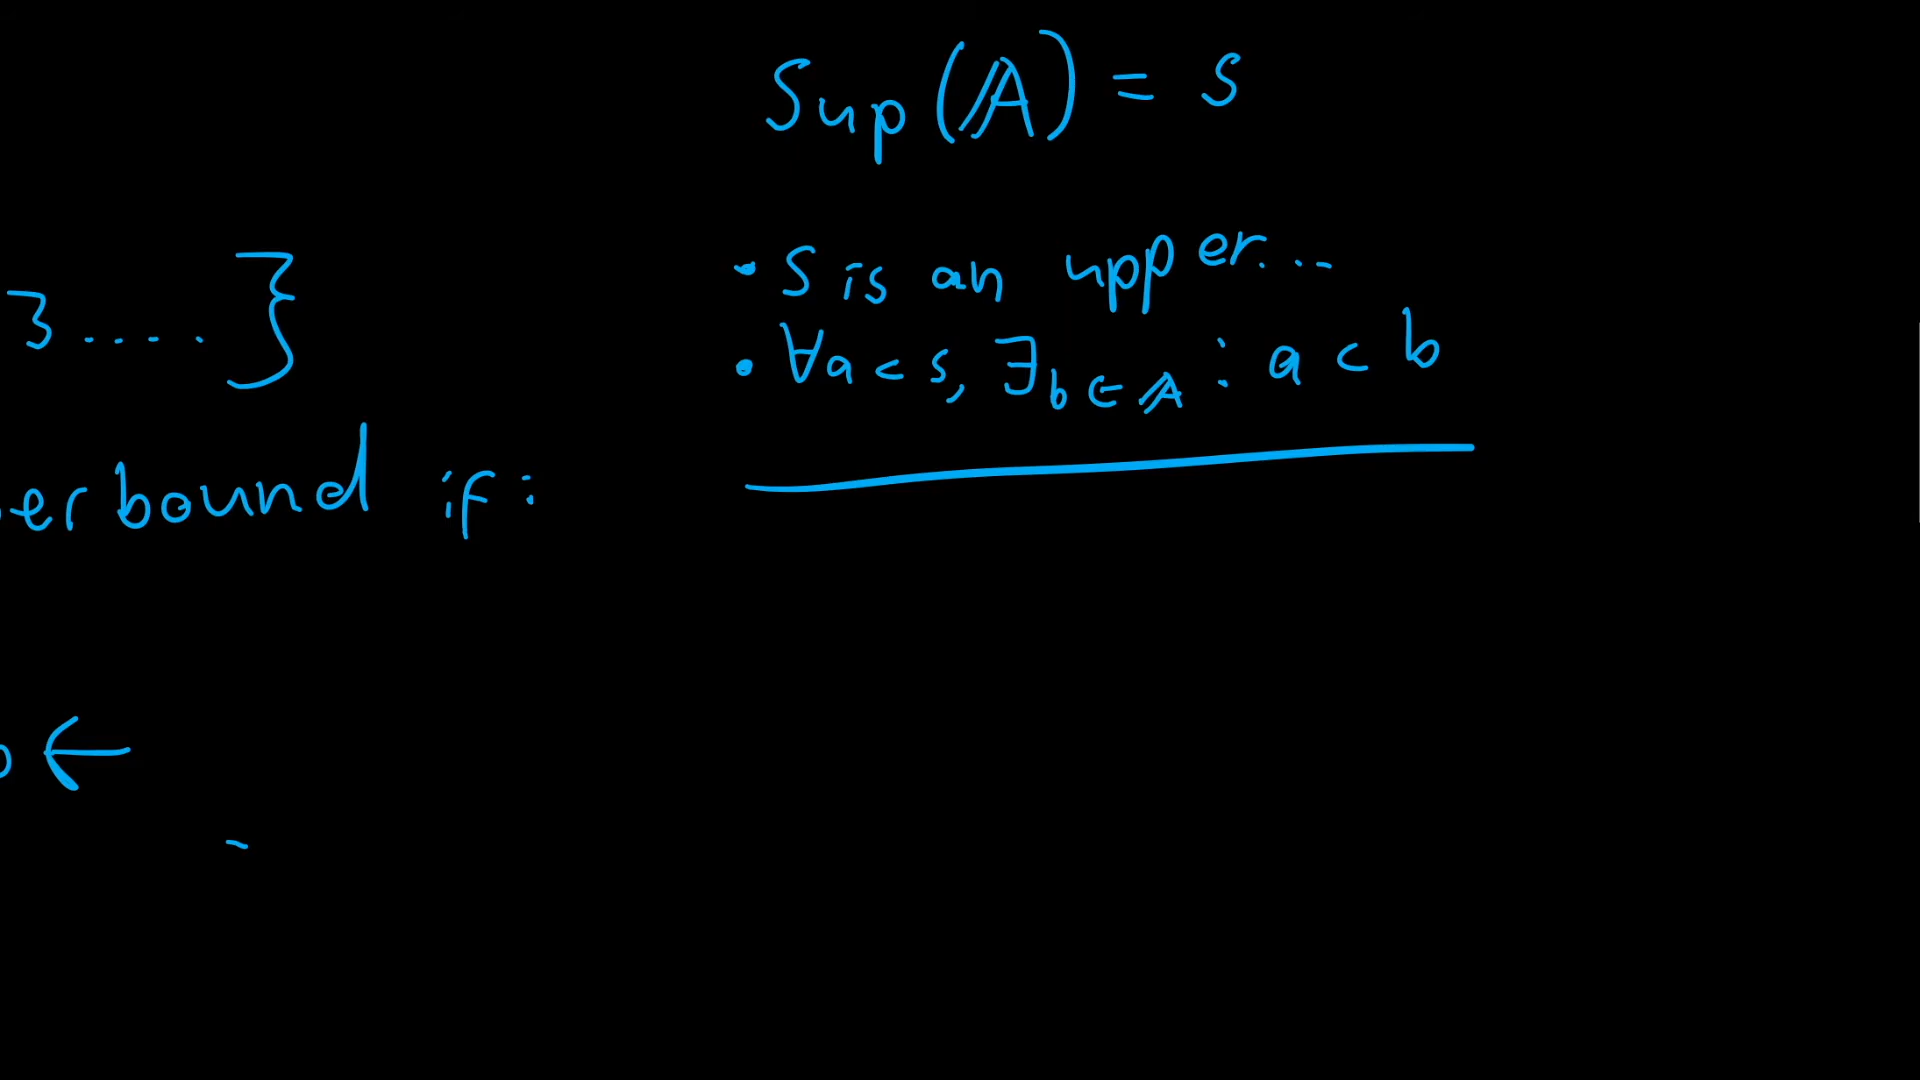 Sup(𝔸) = s
3 . . . . . }
• S is an upper...
• ∀a < s, ∃b∈𝔸 : a < b
er bound if :
←